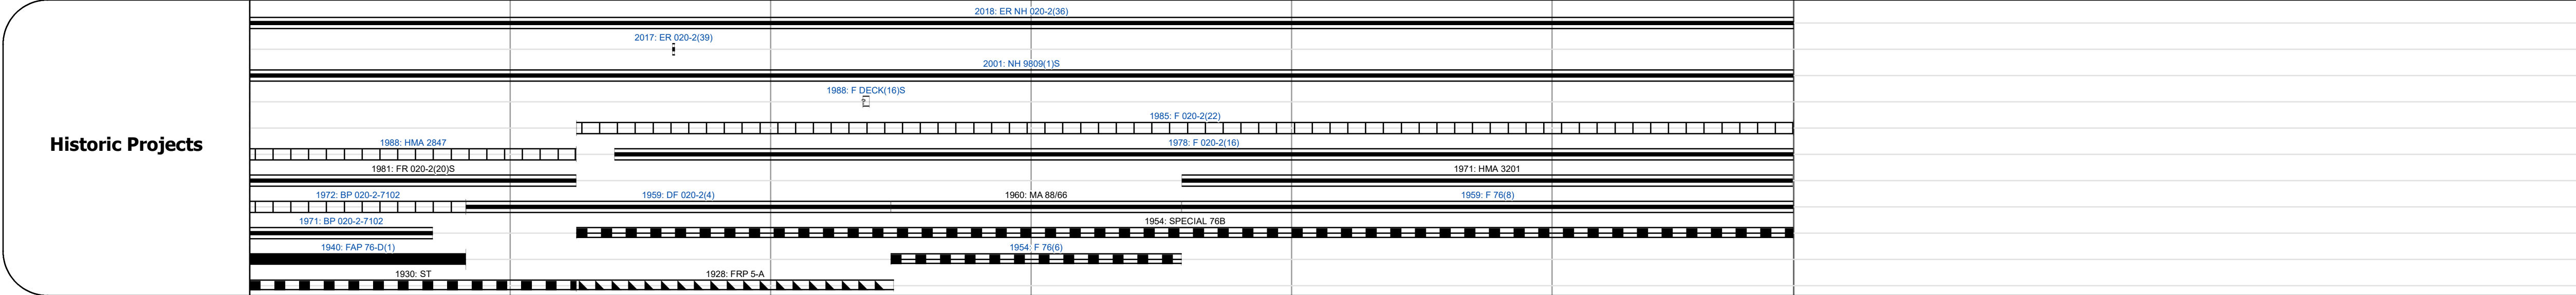 2018: ER NH 020-2(36)
2017: ER 020-2(39)
2001: NH 9809(1)S
1988: F DECK(16)S
1985: F 020-2(22)
Historic Projects
1988: HMA 2847 1978: F 020-2(16)
1981: FR 020-2(20)S 1971: HMA 3201
1972: BP 020-2-7102 1959: DF 020-2(4) 1960: MA 88/66 1959: F 76(8)
1971: BP 020-2-7102 1954: SPECIAL 76B
1940: FAP 76-D(1) 1954: F 76(6)
1930: ST 1928: FRP 5-A